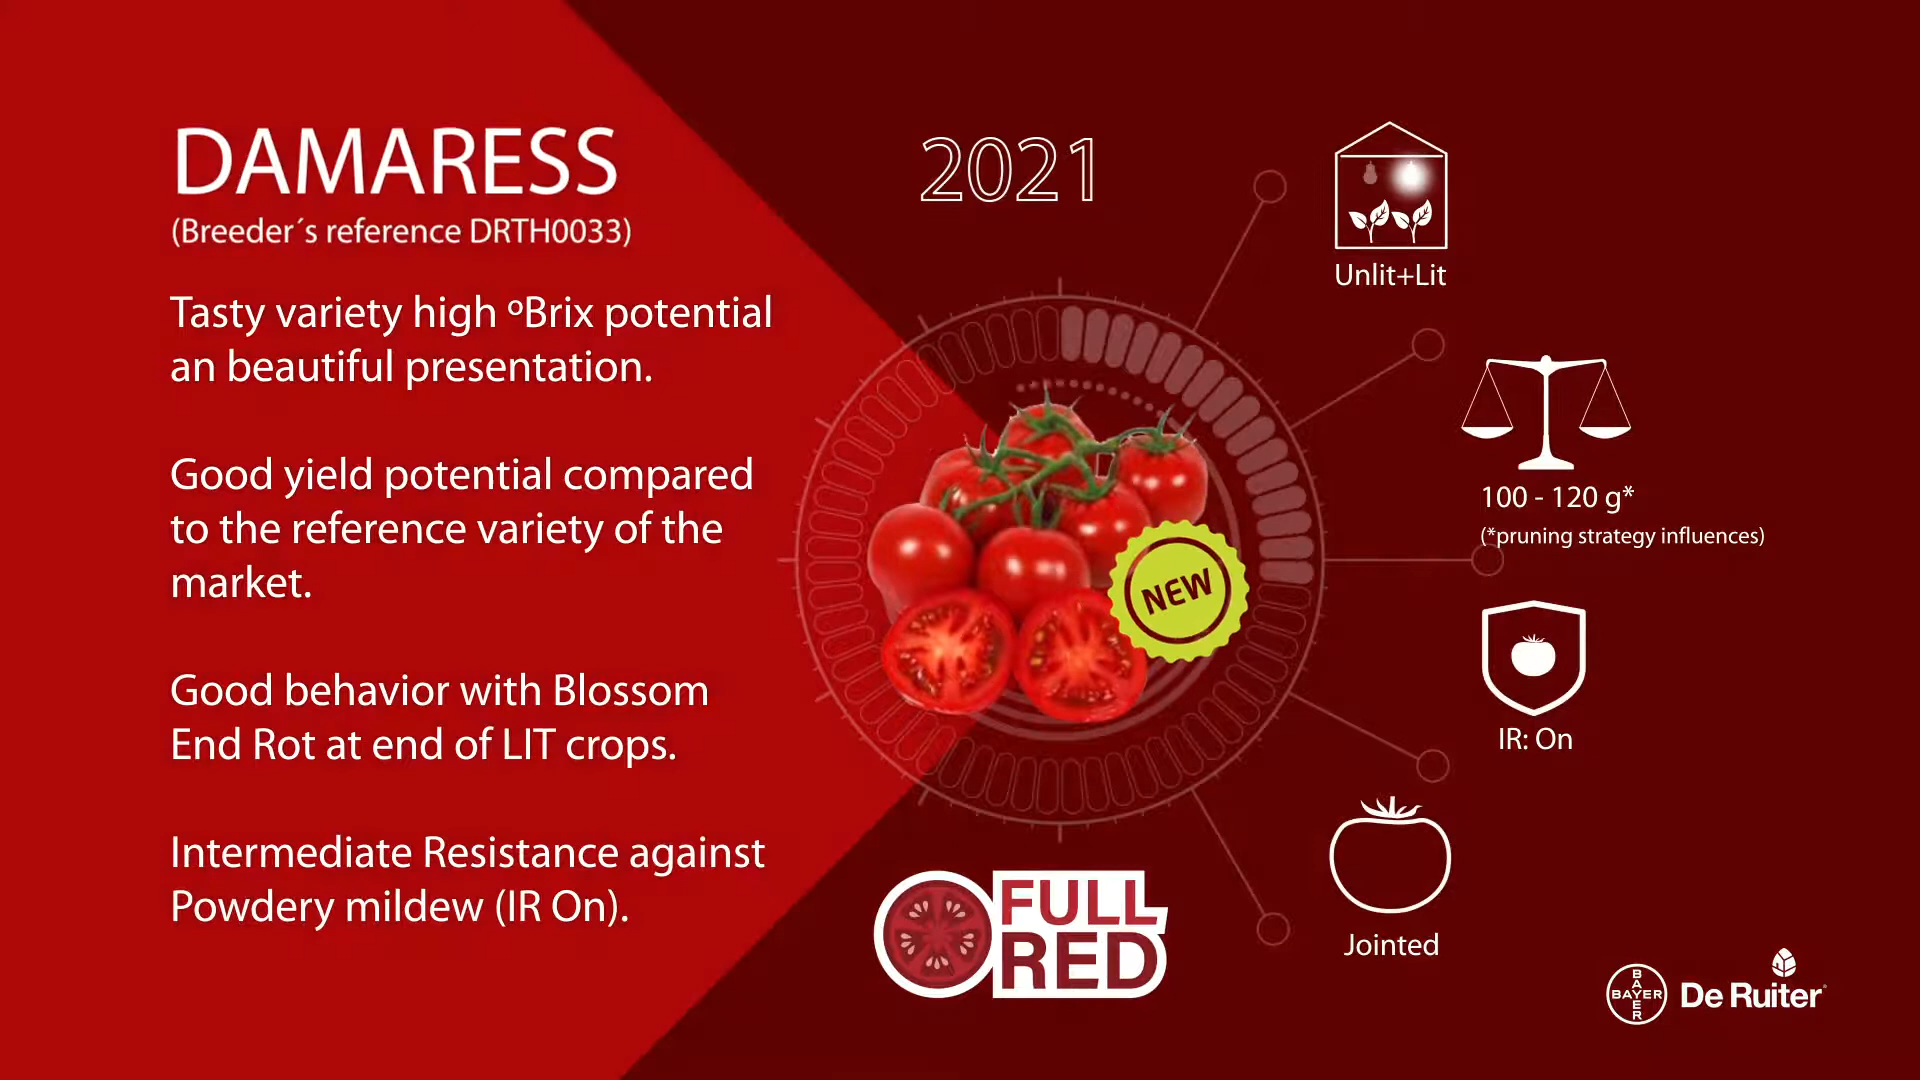 DAMARESS
(Breeder´s reference DRTH0033)
Tasty variety high ºBrix potential
an beautiful presentation.
Good yield potential compared
to the reference variety of the
market.
Good behavior with Blossom
End Rot at end of LIT crops.
Intermediate Resistance against
Powdery mildew (IR On).
2021
NEW
FULL
RED
Unlit+Lit
100 - 120 g*
(*pruning strategy influences)
IR: On
Jointed
BAYER
BAYER
De Ruiter